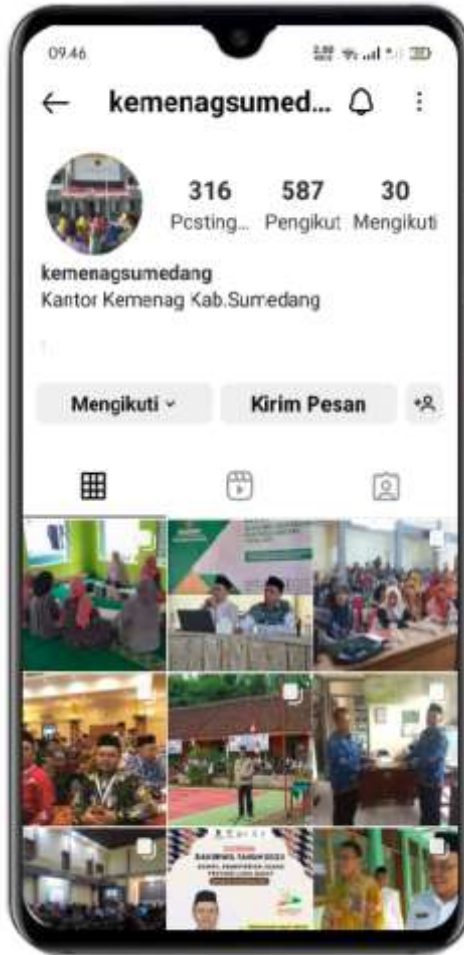 09.46
kemenagsumed...
316 587 30
Posting... Pengikut Mengikuti
kemenagsumedang
Kantor Kemenag Kab.Sumedang
Mengikuti
Kirim Pesan